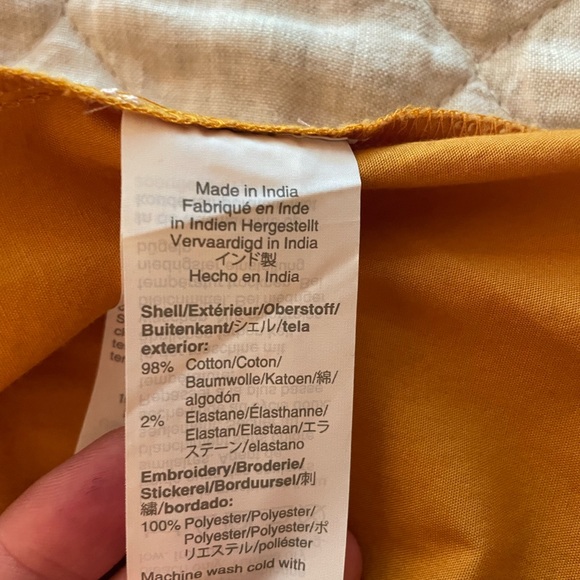 Made in India
Fabriqué en Inde
in Indien Hergestellt
Vervaardigd in India
インド製
Hecho en India
Shell/Extérieur/Oberstoff/
Buitenkant/シェル/tela
exterior:
98% Cotton/Coton/
Baumwolle/Katoen/綿/
algodón
2% Elastane/Élasthanne/
Elastan/Elastaan/エラ
ステーン/elastano
Embroidery/Broderie/
Stickerei/Borduursel/刺
繍/bordado:
100% Polyester/Polyester/
Polyester/Polyester/ポ
リエステル/poliéster
Machine wash cold with